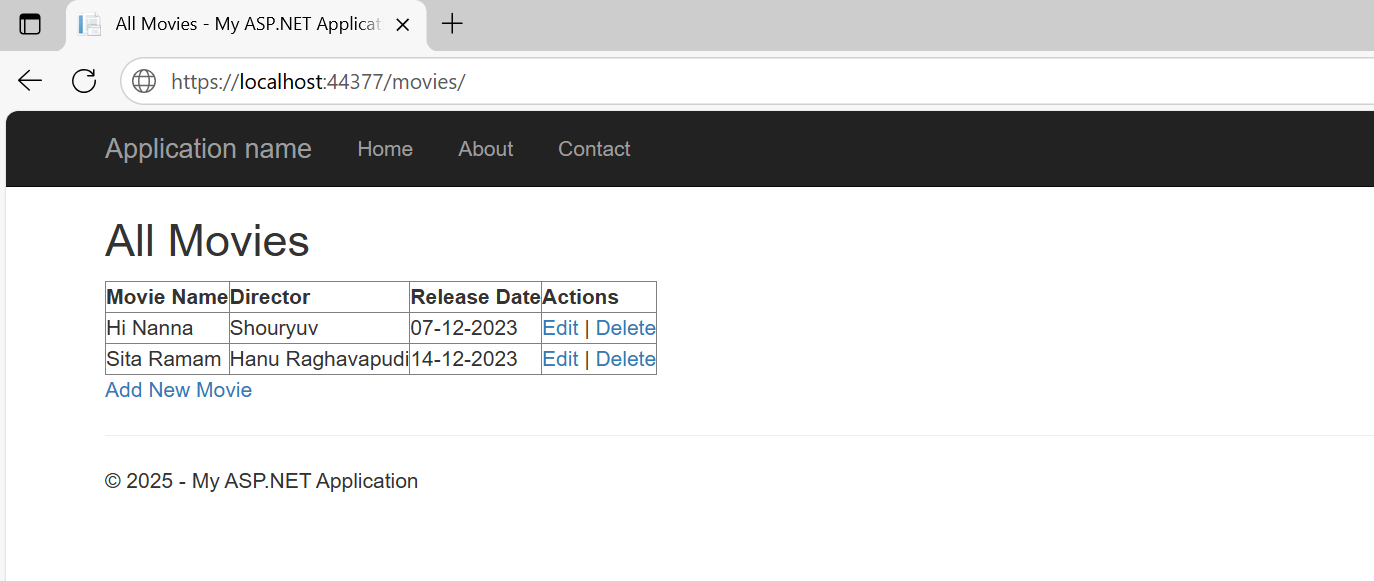 All Movies - My ASP.NET Applicat
https://localhost:44377/movies/
Application name Home About Contact
All Movies
Movie Name Director Release Date Actions
Hi Nanna Shouryuv 07-12-2023 Edit | Delete
Sita Ramam Hanu Raghavapudi 14-12-2023 Edit | Delete
Add New Movie
© 2025 - My ASP.NET Application